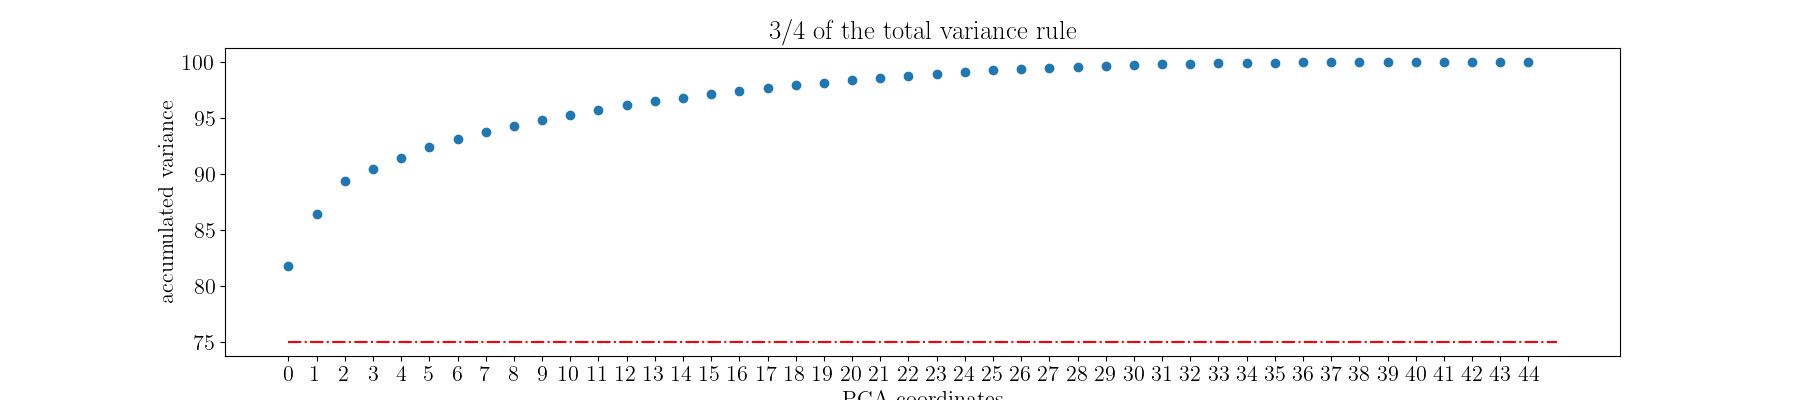 3/4 of the total variance rule
100
95
90
85
80
75
accumulated variance
0 1 2 3 4 5 6 7 8 9 10 11 12 13 14 15 16 17 18 19 20 21 22 23 24 25 26 27 28 29 30 31 32 33 34 35 36 37 38 39 40 41 42 43 44
PCA coordinates